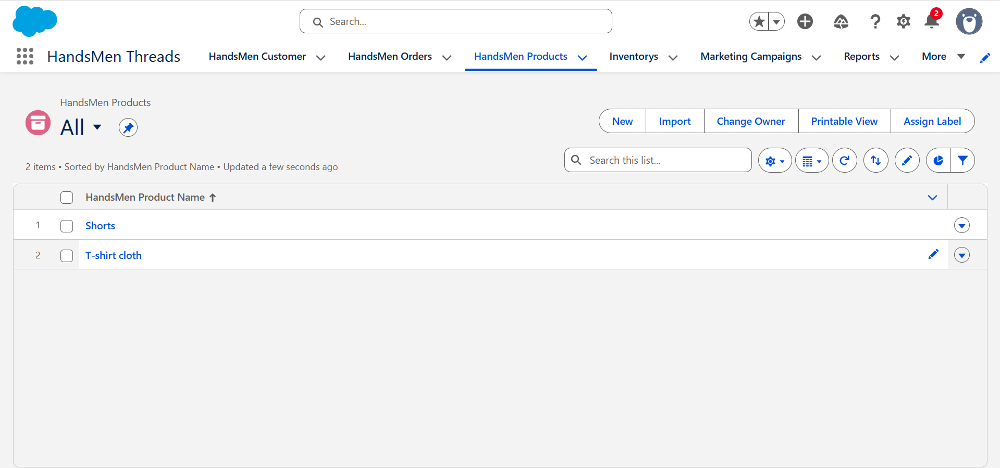 Search...
2
HandsMen Threads HandsMen Customer HandsMen Orders HandsMen Products Inventorys Marketing Campaigns Reports More
HandsMen Products
All
New Import Change Owner Printable View Assign Label
2 items • Sorted by HandsMen Product Name • Updated a few seconds ago
Search this list...
HandsMen Product Name
1 Shorts
2 T-shirt cloth